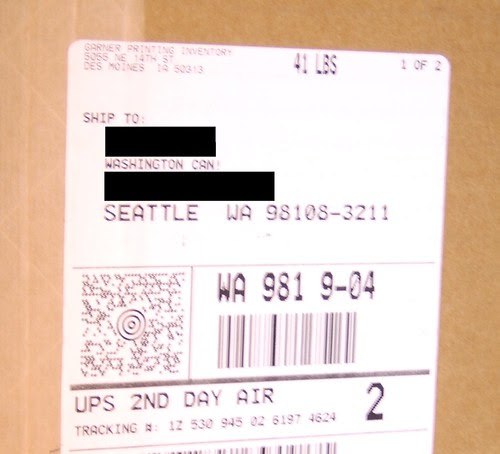 GARNER PRINTING INVENTORY
5055 NE 14TH ST
DES MOINES IA 50313
41 LBS
1 OF 2
SHIP TO:
WASHINGTON CAN
SEATTLE WA 98108-3211
WA 981 9-04
UPS 2ND DAY AIR
2
TRACKING #: 1Z 530 945 02 6197 4624